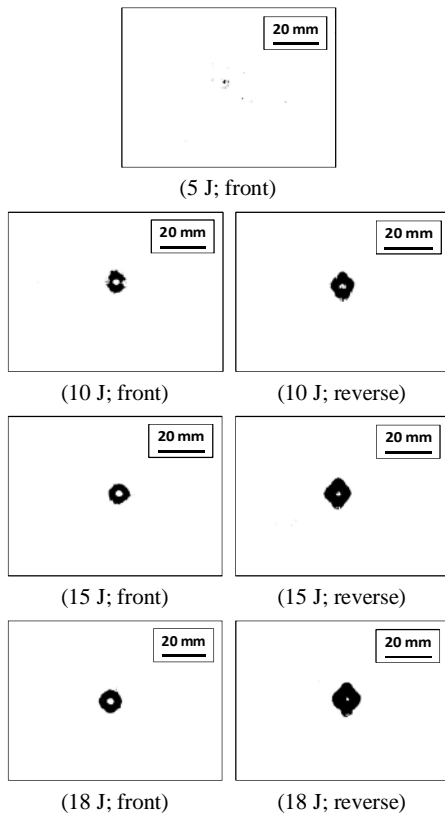 20 mm
(5 J; front)
20 mm
20 mm
(10 J; front)
(10 J; reverse)
20 mm
20 mm
(15 J; front)
(15 J; reverse)
20 mm
20 mm
(18 J; front)
(18 J; reverse)